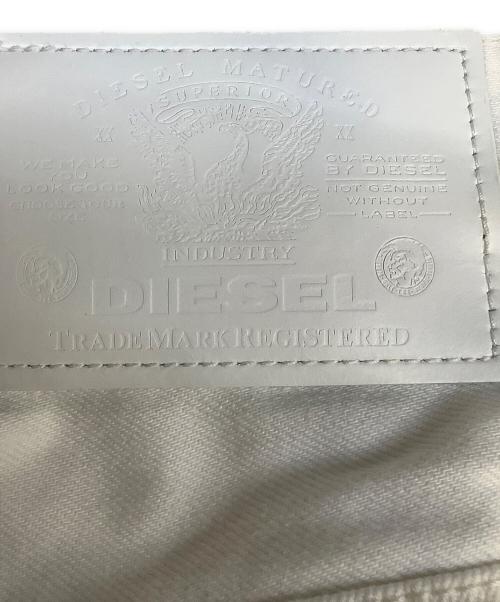 DIESEL MATURED
SUPERIOR
XX
XX
WE MAKE
YOU
LOOK GOOD
CHOOSE YOUR
SIZE
GUARANTEED
BY DIESEL
NOT GENUINE
WITHOUT
LABEL
INDUSTRY
DIESEL
TRADE MARK REGISTERED